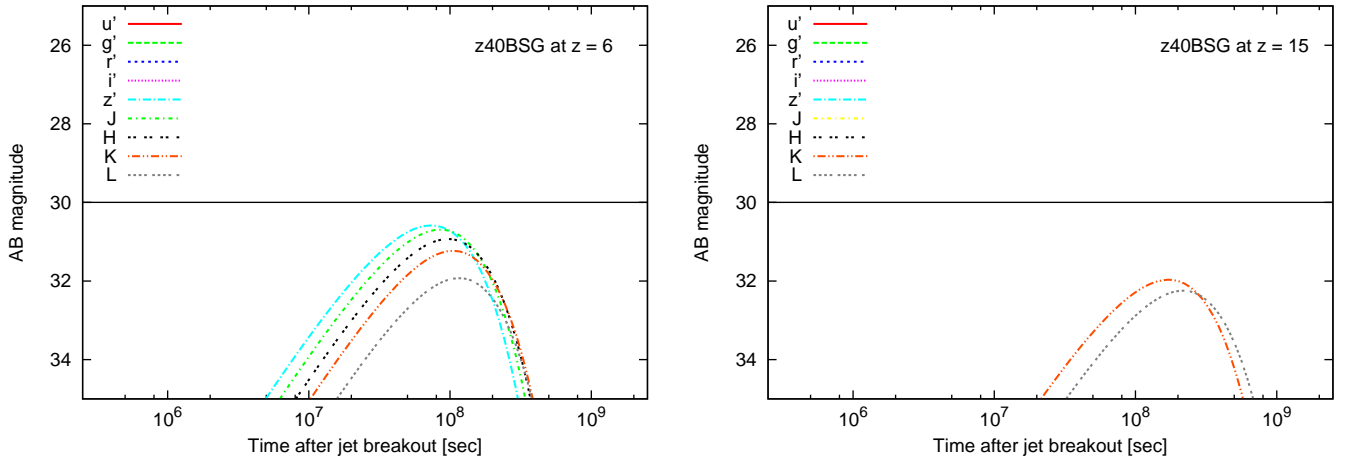 z40BSG at z = 6
u'
g'
r'
i'
z'
J
H
K
L
26
28
30
32
34
AB magnitude
10^6
10^7
10^8
10^9
Time after jet breakout [sec]
z40BSG at z = 15
u'
g'
r'
i'
z'
J
H
K
L
26
28
30
32
34
AB magnitude
10^6
10^7
10^8
10^9
Time after jet breakout [sec]